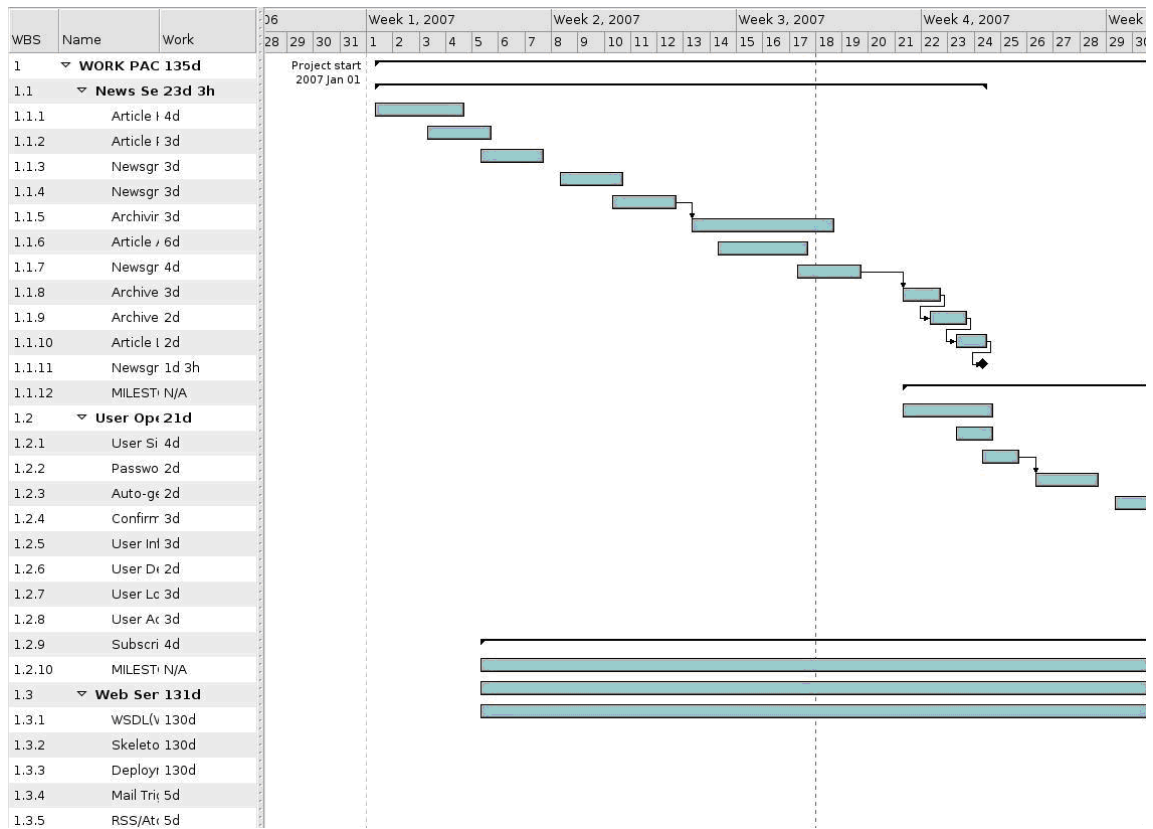 06 Week 1, 2007 Week 2, 2007 Week 3, 2007 Week 4, 2007 Week
WBS Name Work 28 29 30 31 1 2 3 4 5 6 7 8 9 10 11 12 13 14 15 16 17 18 19 20 21 22 23 24 25 26 27 28 29 30
1 WORK PAC 135d
Project start
2007 Jan 01
1.1 News Se 23d 3h
1.1.1 Article 4d
1.1.2 Article 3d
1.1.3 Newsgr 3d
1.1.4 Newsgr 3d
1.1.5 Archivir 3d
1.1.6 Article 6d
1.1.7 Newsgr 4d
1.1.8 Archive 3d
1.1.9 Archive 2d
1.1.10 Article 2d
1.1.11 Newsgr 1d 3h
1.1.12 MILEST N/A
1.2 User Ope 21d
1.2.1 User Si 4d
1.2.2 Passwo 2d
1.2.3 Auto-ge 2d
1.2.4 Confirm 3d
1.2.5 User Inf 3d
1.2.6 User De 2d
1.2.7 User Lo 3d
1.2.8 User Ac 3d
1.2.9 Subscri 4d
1.2.10 MILEST N/A
1.3 Web Ser 131d
1.3.1 WSDL(V 130d
1.3.2 Skeleto 130d
1.3.3 Deployr 130d
1.3.4 Mail Tri 5d
1.3.5 RSS/Ato 5d